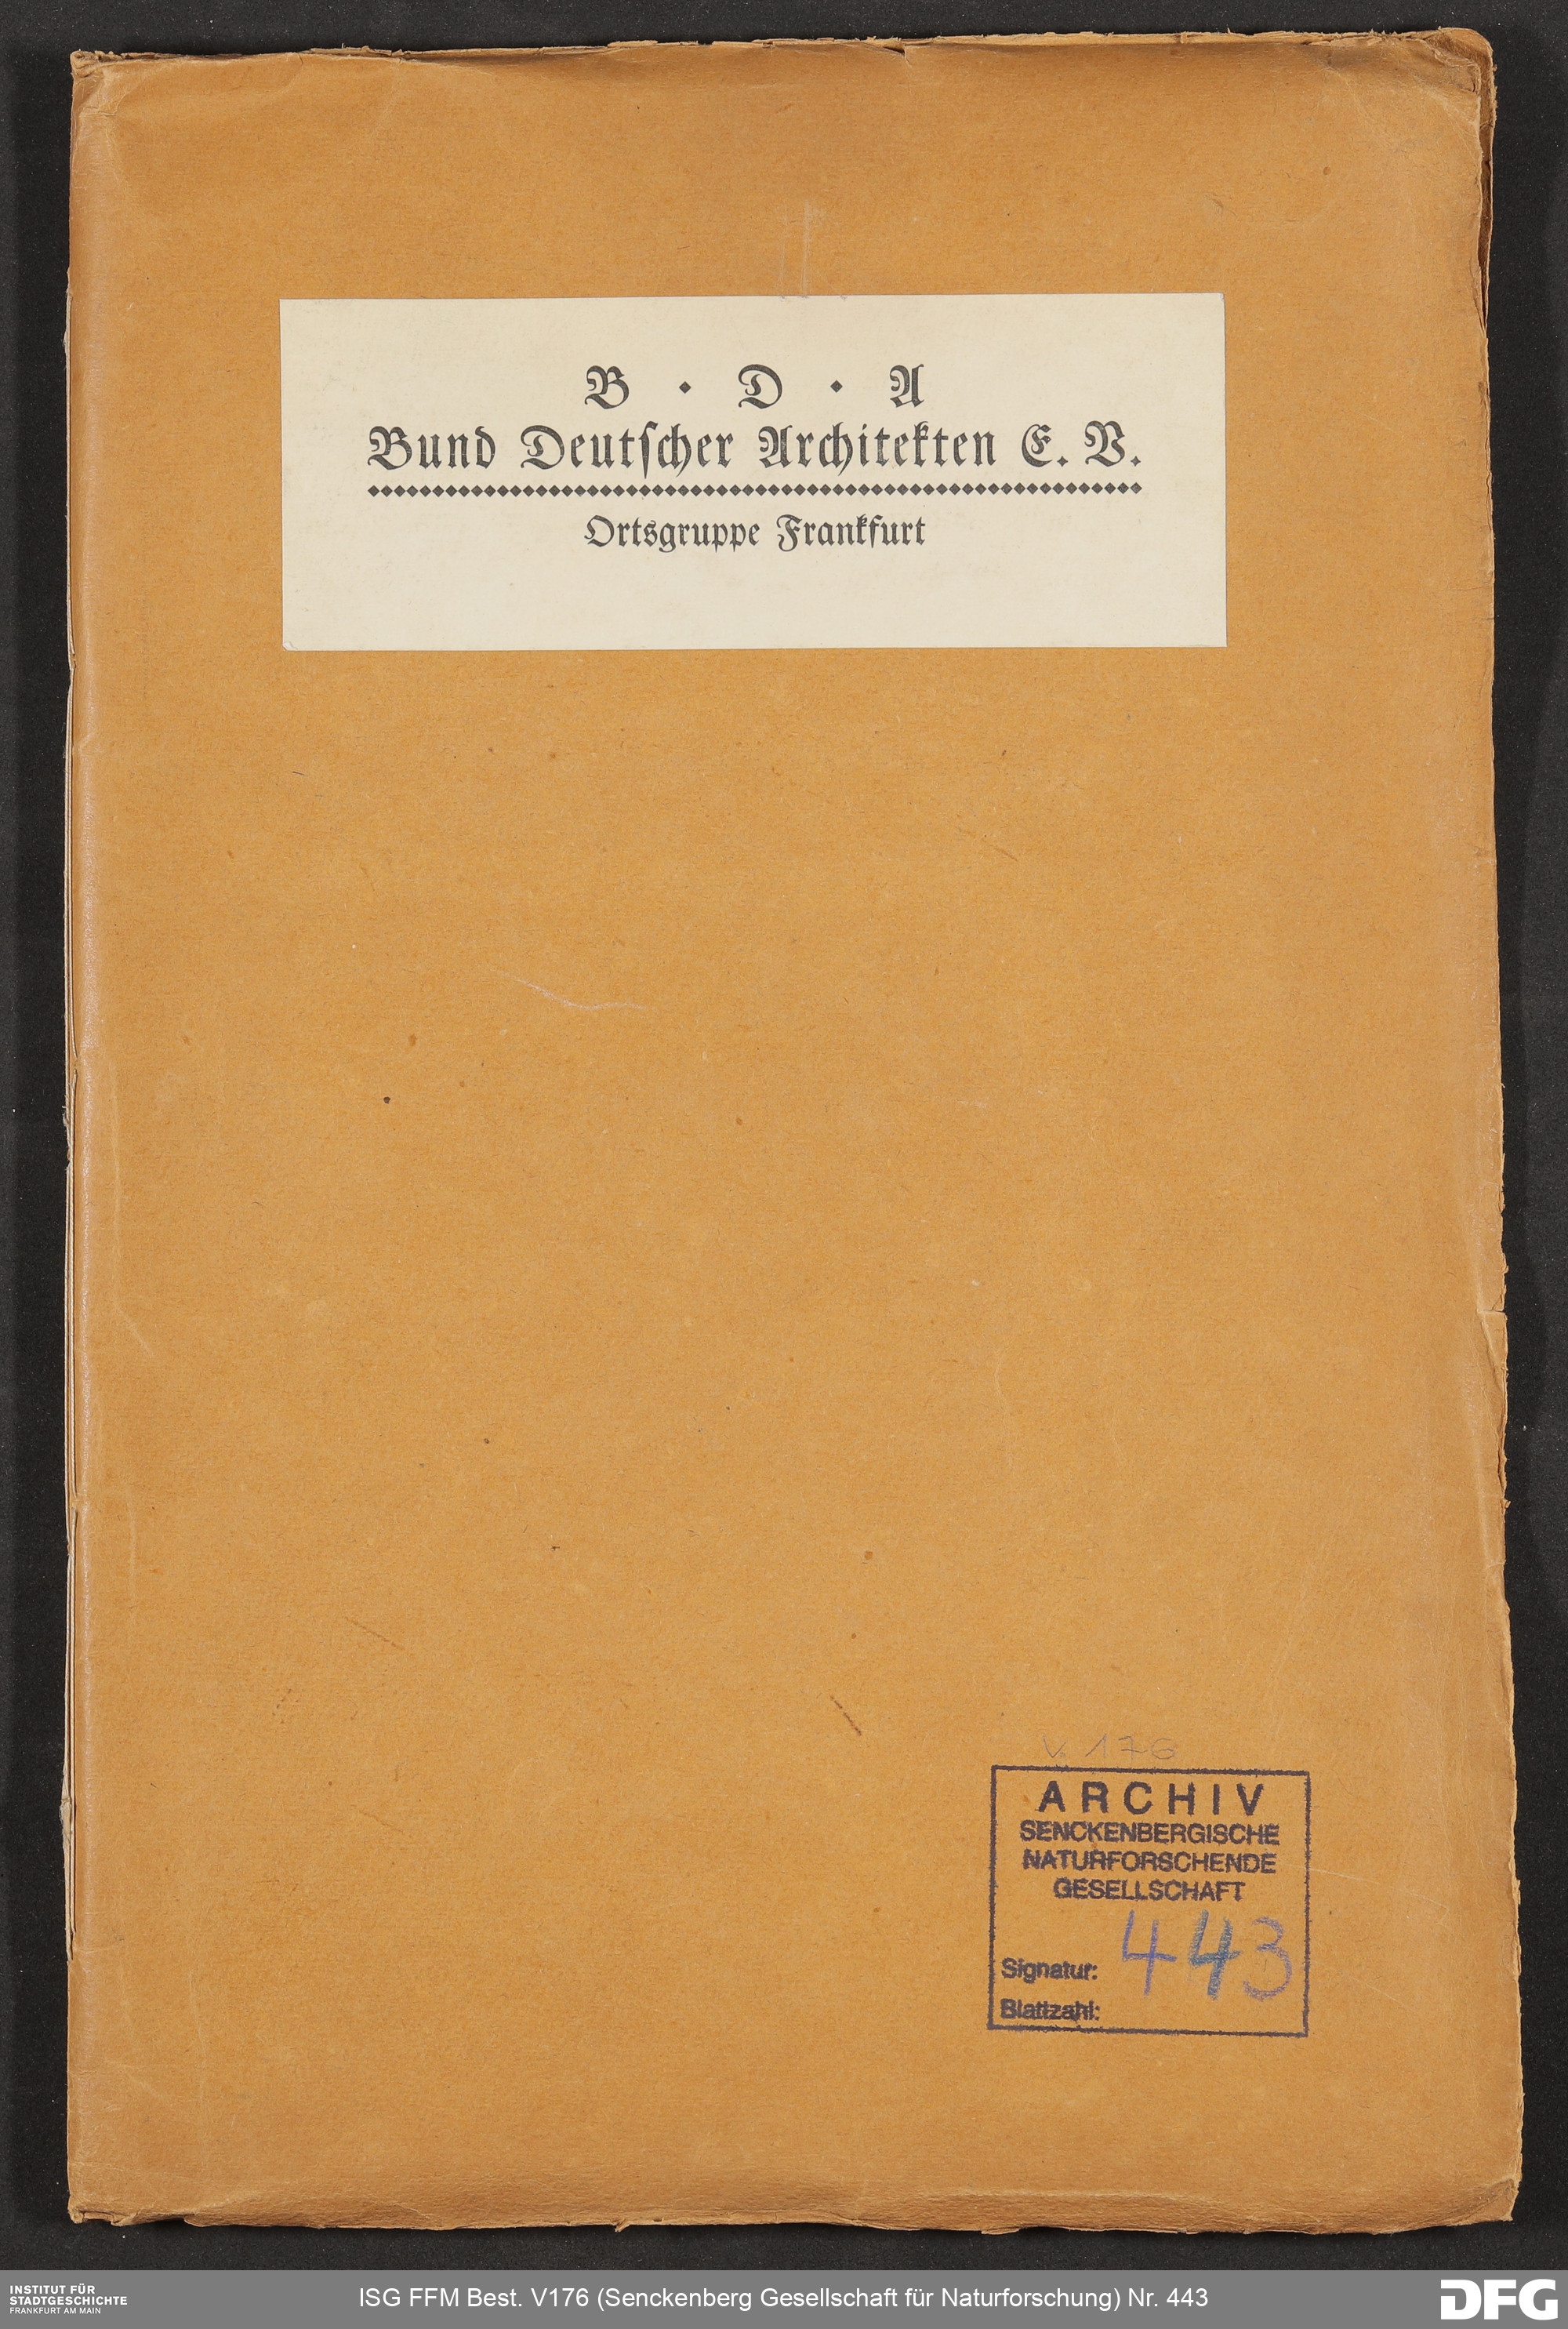 B · D · A
Bund Deutſcher Architekten E. V.
Ortsgruppe Frankfurt
V. 176
ARCHIV
SENCKENBERGISCHE
NATURFORSCHENDE
GESELLSCHAFT
Signatur: 443
Blattzahl:
INSTITUT FÜR
STADTGESCHICHTE
FRANKFURT AM MAIN
ISG FFM Best. V176 (Senckenberg Gesellschaft für Naturforschung) Nr. 443
DFG